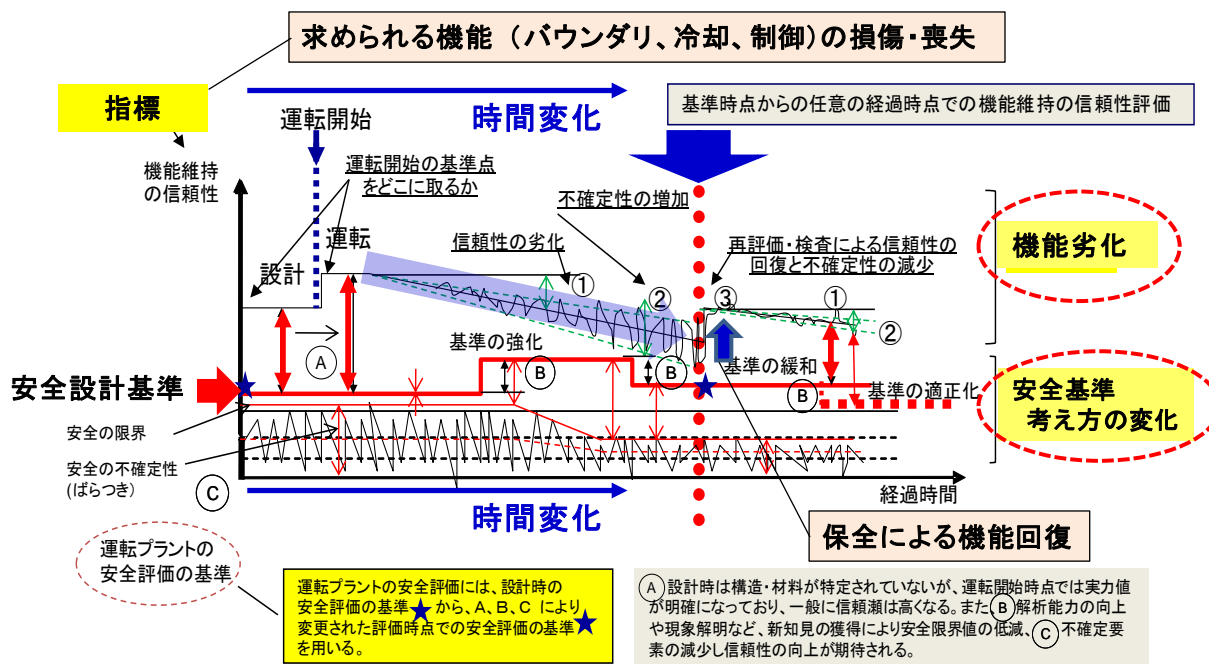 求められる機能（バウンダリ、冷却、制御）の損傷・喪失
指標
時間変化
基準時点からの任意の経過時点での機能維持の信頼性評価
運転開始
機能維持
の信頼性
運転開始の基準点
をどこに取るか
不確定性の増加
運転
信頼性の劣化
再評価・検査による信頼性の
回復と不確定性の減少
機能劣化
設計
①
②
③
①
②
A
基準の強化
B
B
基準の緩和
B
基準の適正化
安全設計基準
安全基準
考え方の変化
安全の限界
安全の不確定性
(ばらつき)
C
経過時間
時間変化
保全による機能回復
運転プラントの
安全評価の基準
運転プラントの安全評価には、設計時の
安全評価の基準★から、A、B、C により
変更された評価時点での安全評価の基準★
を用いる。
A 設計時は構造・材料が特定されていないが、運転開始時点では実力値
が明確になっており、一般に信頼瀬は高くなる。また、B 解析能力の向上
や現象解明など、新知見の獲得により安全限界値の低減、C 不確定要
素の減少し信頼性の向上が期待される。